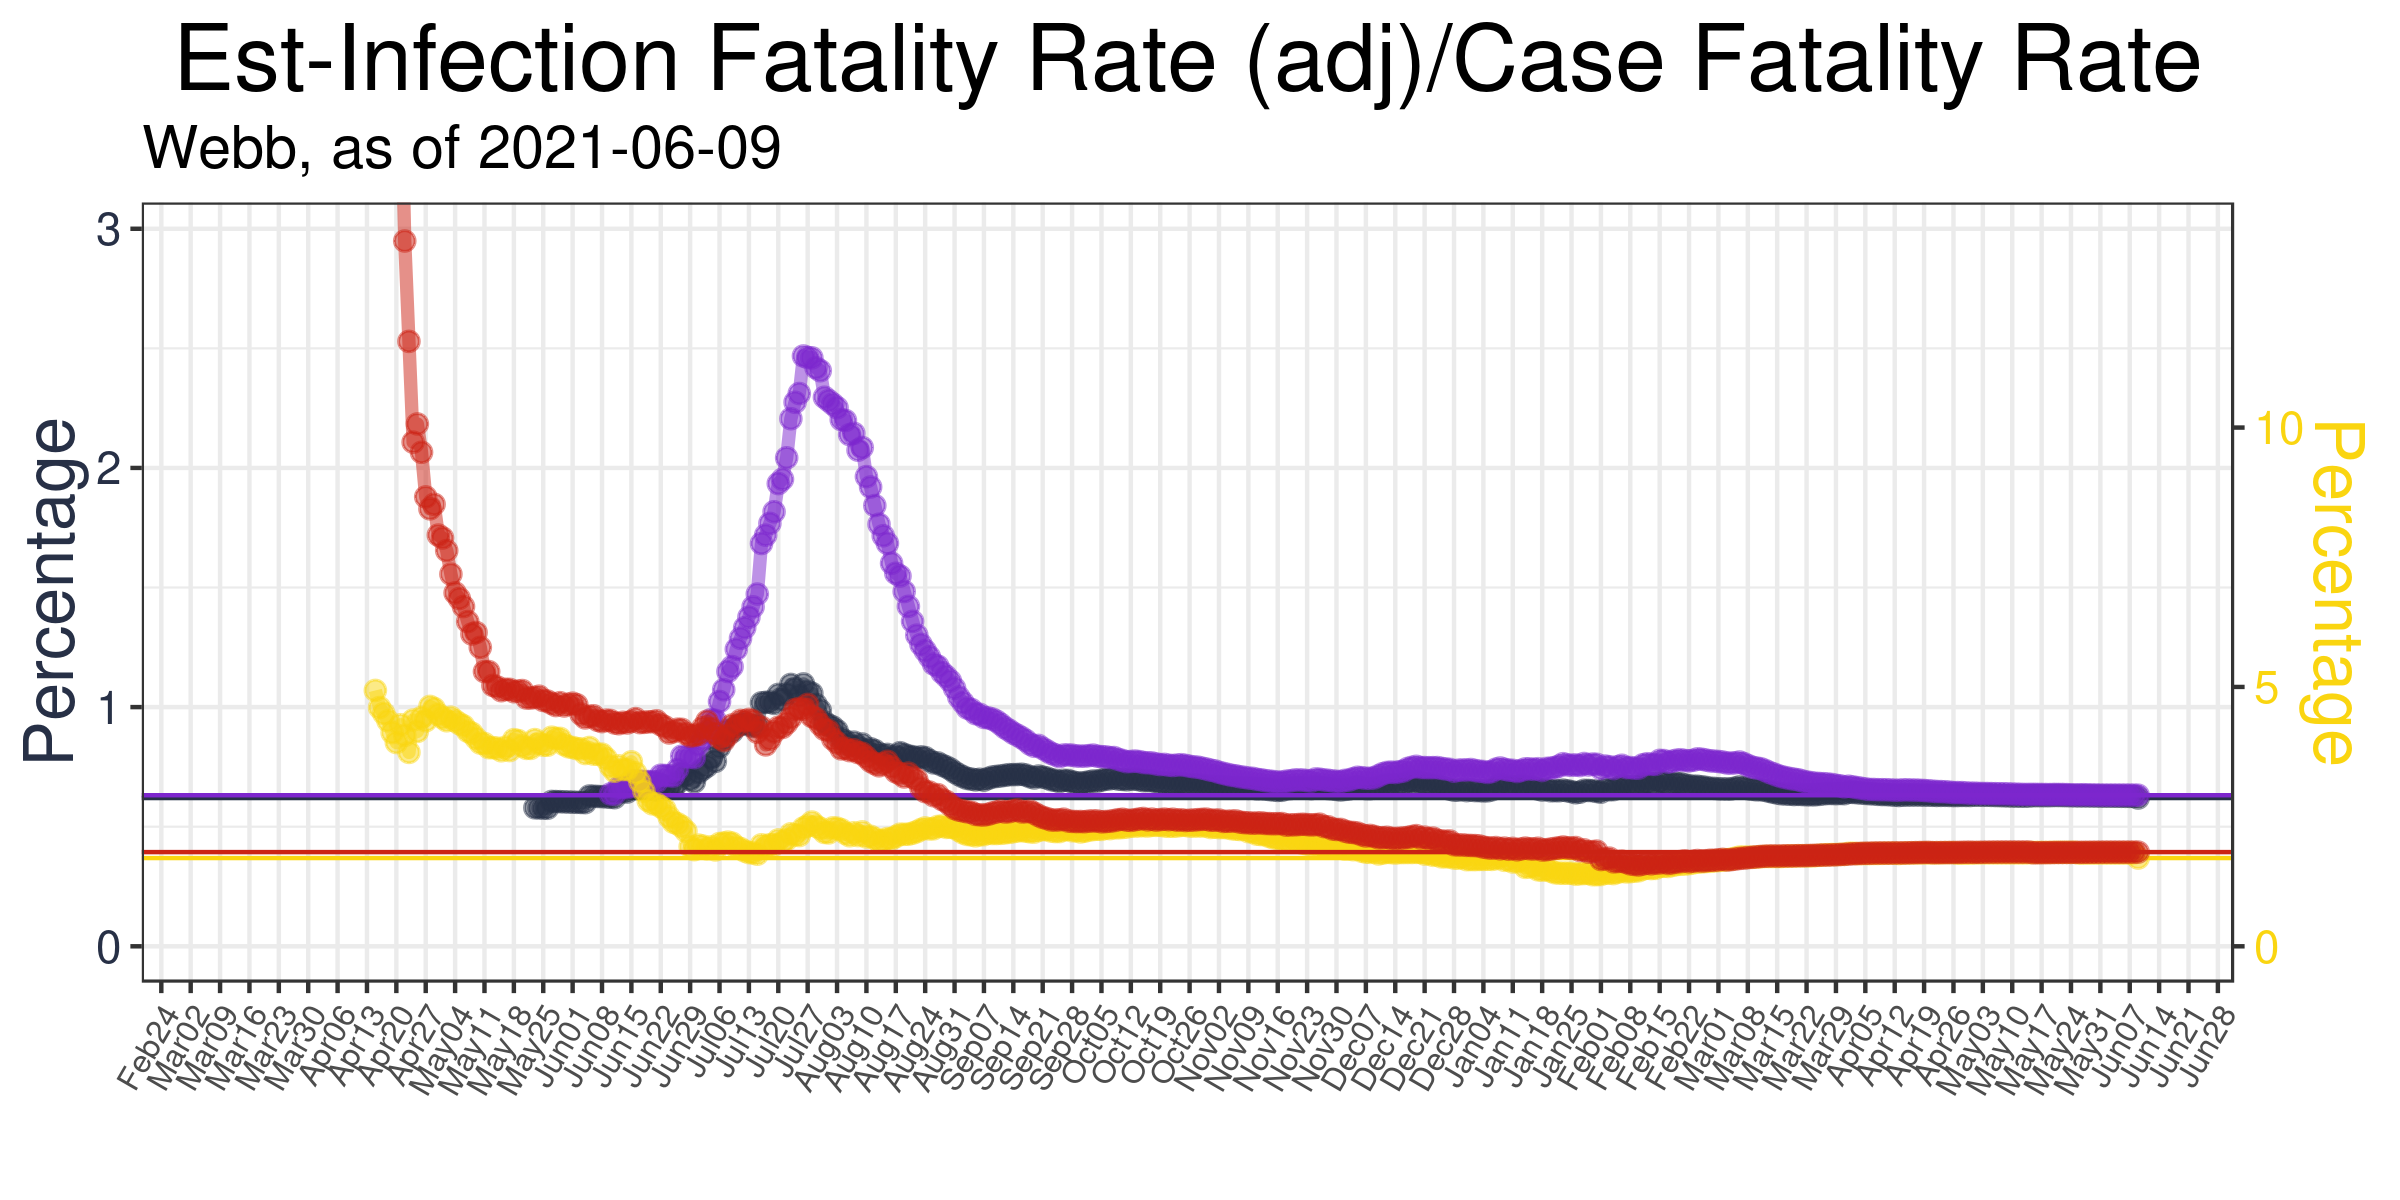 Est-Infection Fatality Rate (adj)/Case Fatality Rate
Webb, as of 2021-06-09
Percentage
3
2
1
0
10
5
0
Percentage
Feb24
Mar02
Mar09
Mar16
Mar23
Mar30
Apr06
Apr13
Apr20
Apr27
May04
May11
May18
May25
Jun01
Jun08
Jun15
Jun22
Jun29
Jul06
Jul13
Jul20
Jul27
Aug03
Aug10
Aug17
Aug24
Aug31
Sep07
Sep14
Sep21
Sep28
Oct05
Oct12
Oct19
Oct26
Nov02
Nov09
Nov16
Nov23
Nov30
Dec07
Dec14
Dec21
Dec28
Jan04
Jan11
Jan18
Jan25
Feb01
Feb08
Feb15
Feb22
Mar01
Mar08
Mar15
Mar22
Mar29
Apr05
Apr12
Apr19
Apr26
May03
May10
May17
May24
May31
Jun07
Jun14
Jun21
Jun28